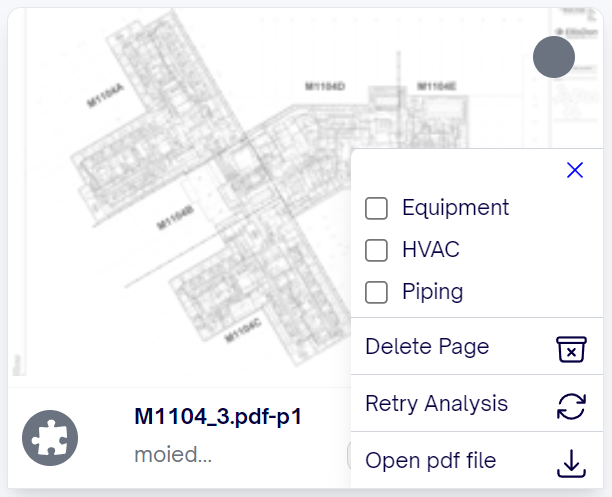 M1104A
M1104D
M1104E
M1104B
M1104C
Equipment
HVAC
Piping
Delete Page
Retry Analysis
Open pdf file
M1104_3.pdf-p1
moied...